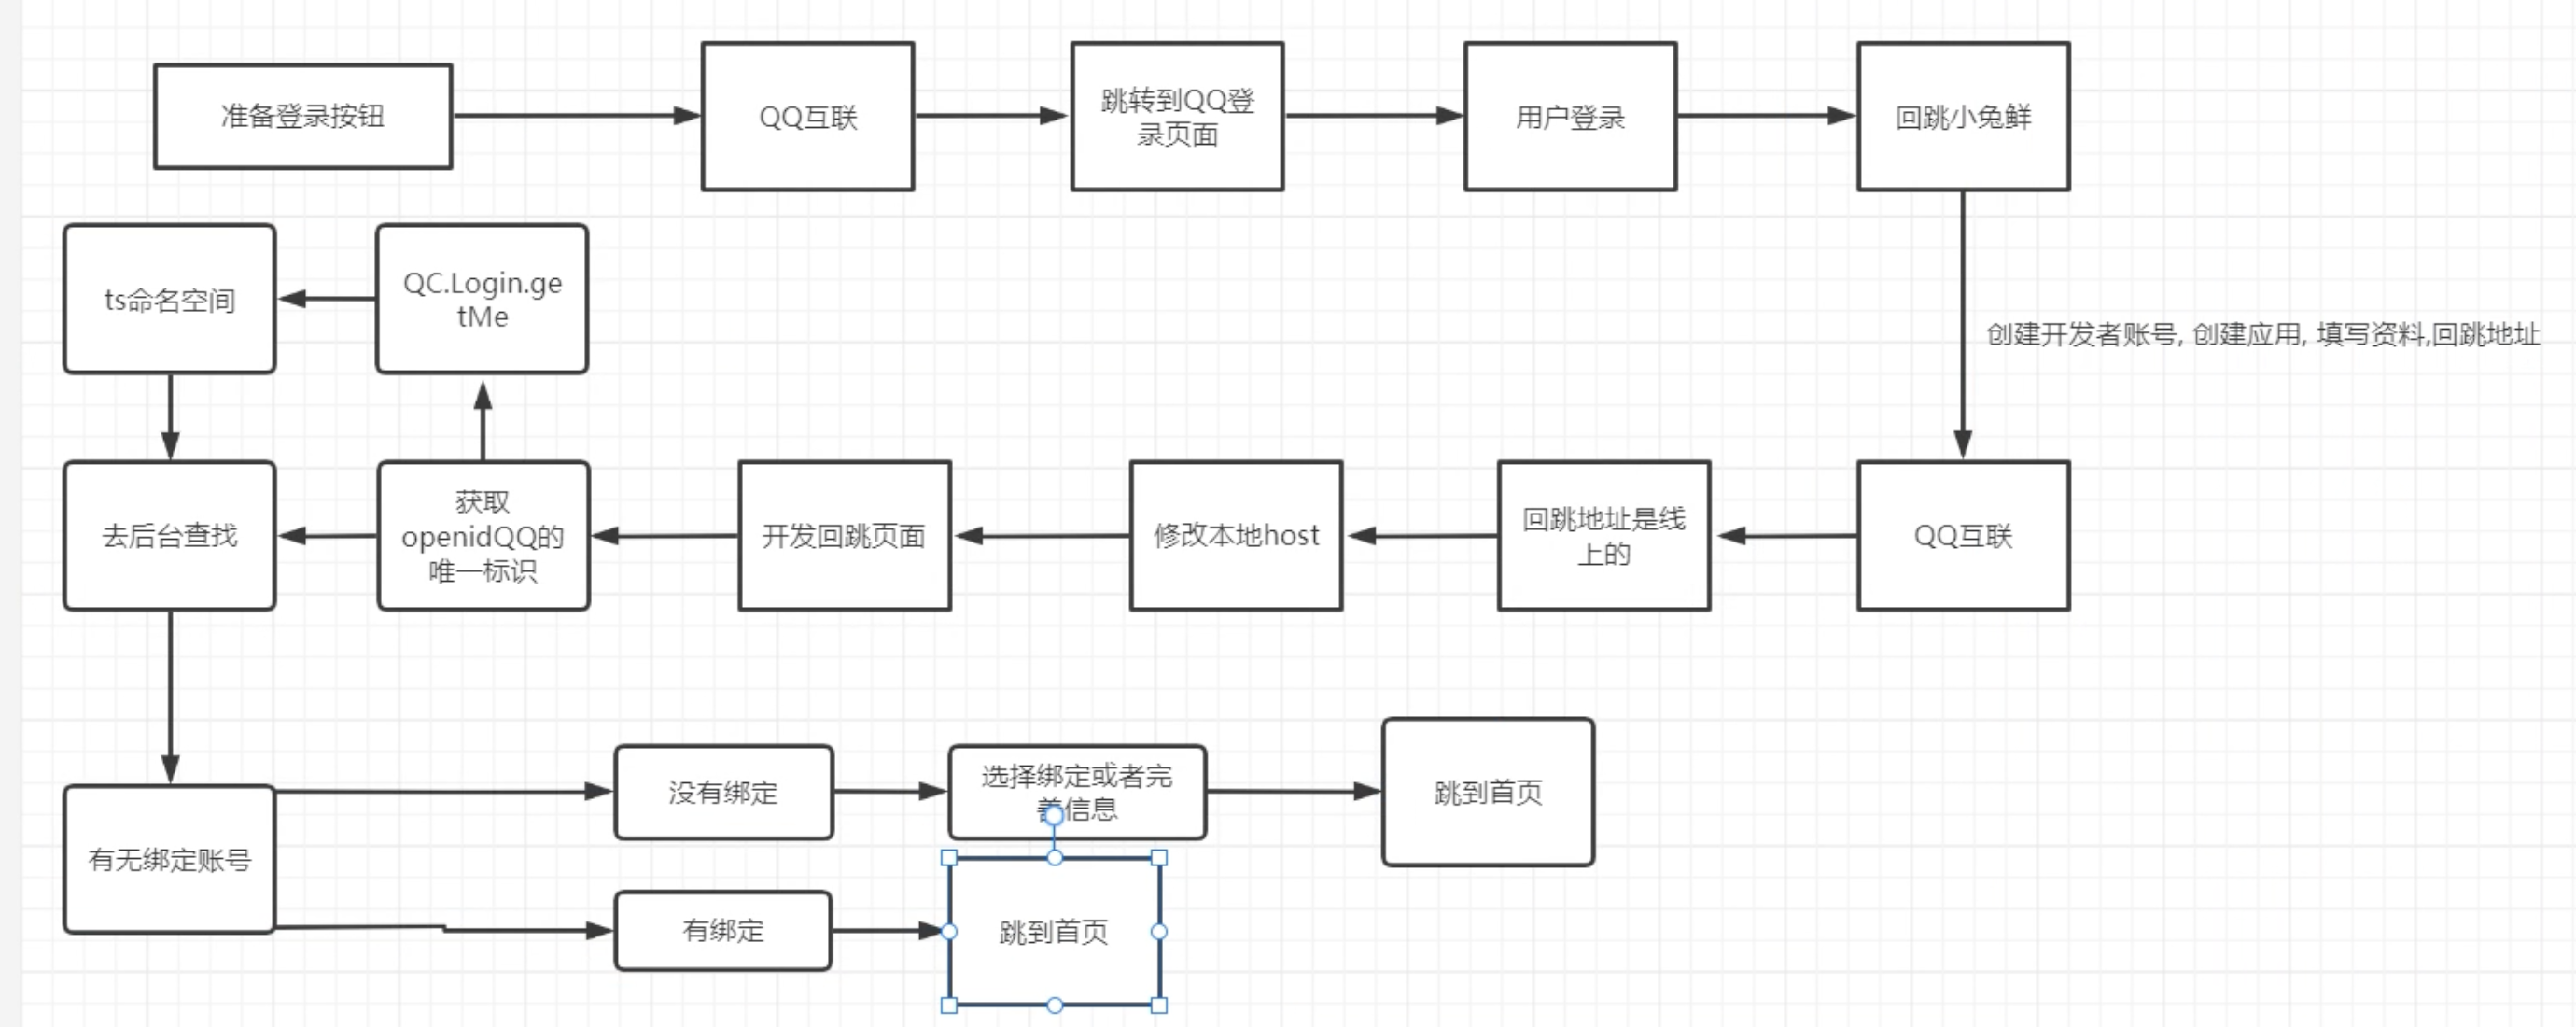 准备登录按钮
QQ互联
跳转到QQ登
录页面
用户登录
回跳小兔鲜
ts命名空间
QC.Login.ge
tMe
创建开发者账号, 创建应用, 填写资料,回跳地址
去后台查找
获取
openidQQ的
唯一标识
开发回跳页面
修改本地host
回跳地址是线
上的
QQ互联
有无绑定账号
没有绑定
选择绑定或者完
善信息
跳到首页
有绑定
跳到首页